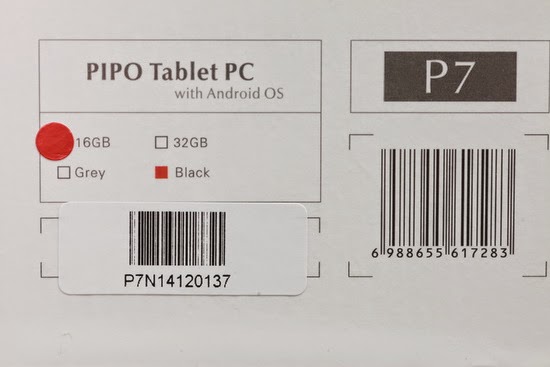 PIPO Tablet PC
with Android OS
P7
16GB 32GB
Grey Black
P7N14120137
6 988655 617283